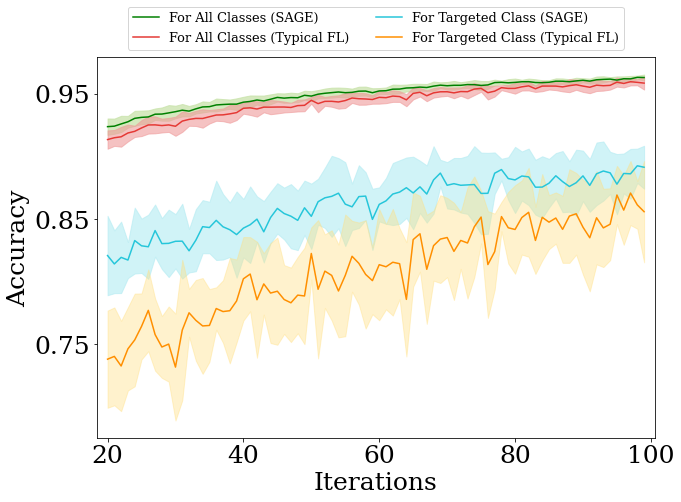 For All Classes (SAGE)
For All Classes (Typical FL)
For Targeted Class (SAGE)
For Targeted Class (Typical FL)
0.95
0.85
0.75
Accuracy
20 40 60 80 100
Iterations